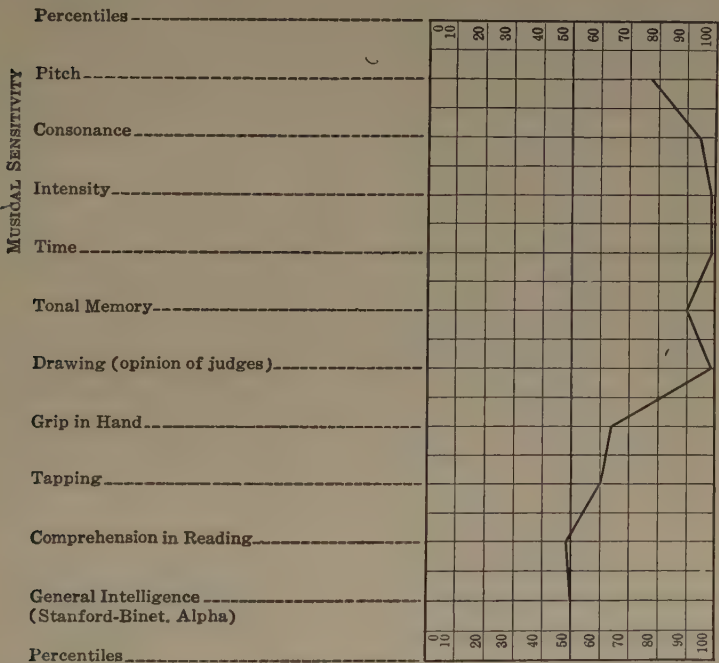 Percentiles
0 10 20 30 40 50 60 70 80 90 100
MUSICAL SENSITIVITY
Pitch
Consonance
Intensity
Time
Tonal Memory
Drawing (opinion of judges)
Grip in Hand
Tapping
Comprehension in Reading
General Intelligence
(Stanford-Binet. Alpha)
Percentiles
0 10 20 30 40 50 60 70 80 90 100